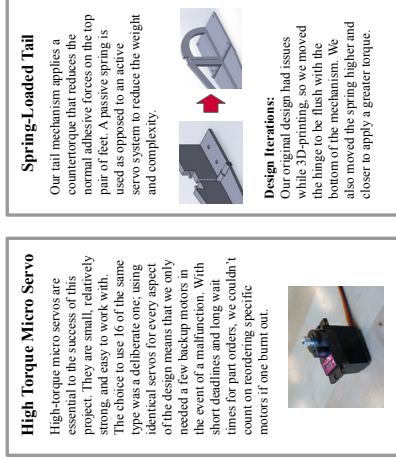 High Torque Micro Servo
High-torque micro servos are
essential to the success of this
project. They are small, relatively
strong, and easy to work with.
The choice to use 16 of the same
type was a deliberate one; using
identical servos for every aspect
of the design means that we only
needed a few backup motors in
the event of a malfunction. With
short deadlines and long wait
times for part orders, we couldn't
count on reordering specific
motors if one burnt out.
Spring-Loaded Tail
Our tail mechanism applies a
countertorque that reduces the
normal adhesive forces on the top
pair of feet. A passive spring is
used as opposed to an active
servo system to reduce the weight
and complexity.
Design Iterations:
Our original design had issues
while 3D-printing, so we moved
the hinge to be flush with the
bottom of the mechanism. We
also moved the spring higher and
closer to apply a greater torque.